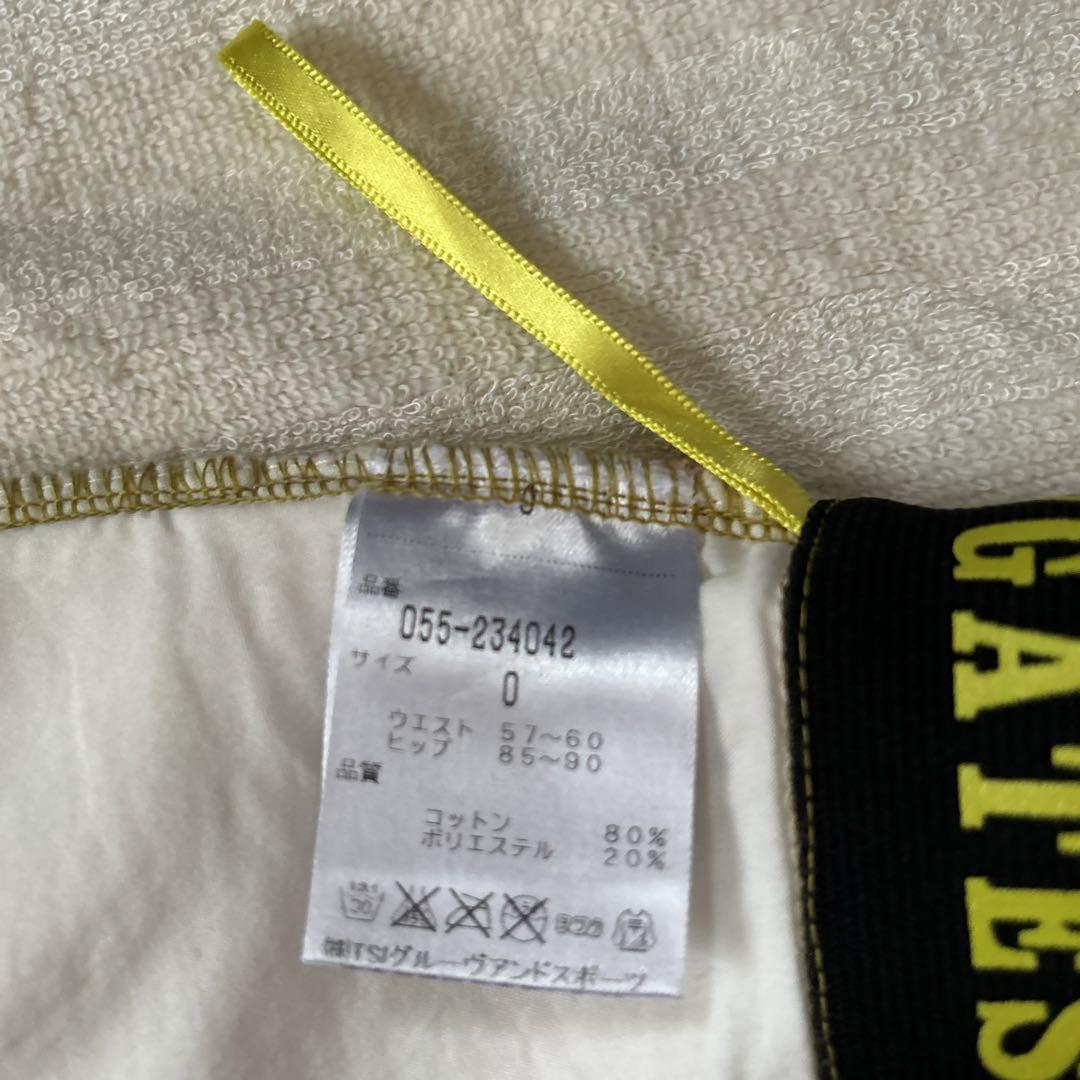 品番
055-234042
サイズ
0
ウエスト 57～60
ヒップ 85～90
品質
コットン 80%
ポリエステル 20%
㈱TSIグルーヴアンドスポーツ
GATES